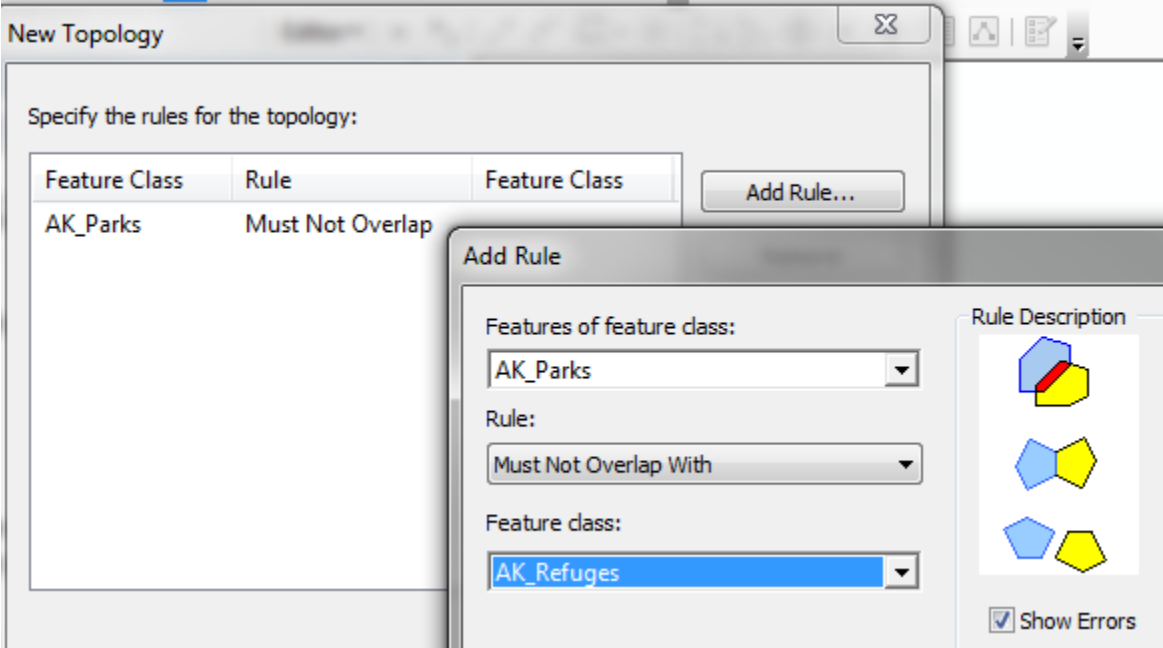 New Topology
Specify the rules for the topology:
Feature Class Rule Feature Class
AK_Parks Must Not Overlap
Add Rule...
Add Rule
Features of feature class:
AK_Parks
Rule:
Must Not Overlap With
Feature class:
AK_Refuges
Rule Description
Show Errors